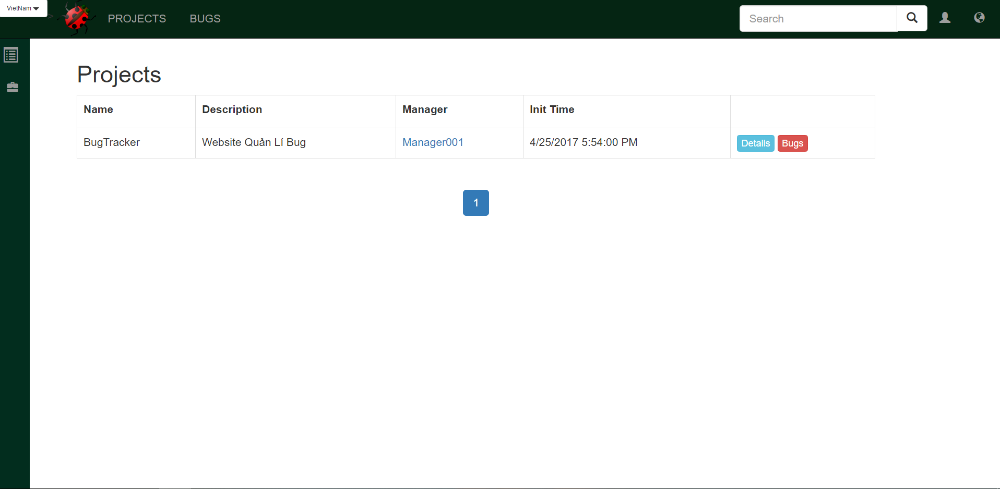 VietNam
>
PROJECTS BUGS Search
Projects
Name Description Manager Init Time
BugTracker Website Quản Lí Bug Manager001 4/25/2017 5:54:00 PM Details Bugs
1